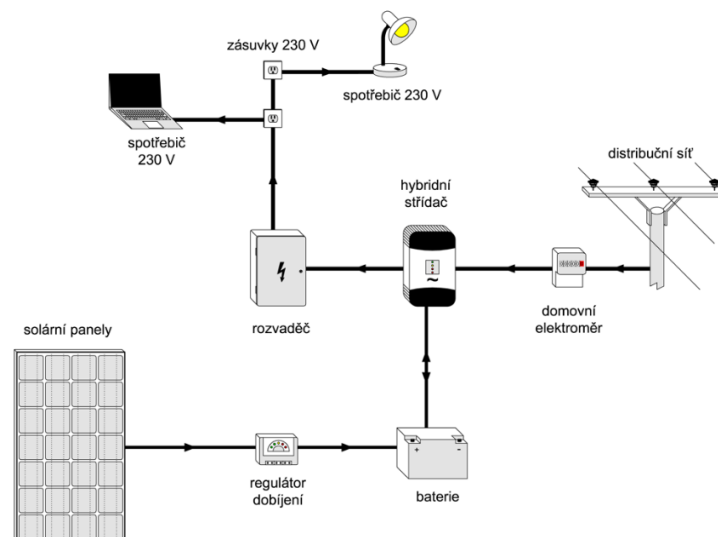 zásuvky 230 V
spotřebič 230 V
spotřebič
230 V
distribuční síť
hybridní
střídač
rozvaděč
domovní
elektroměr
solární panely
+ -
regulátor
dobíjení
baterie